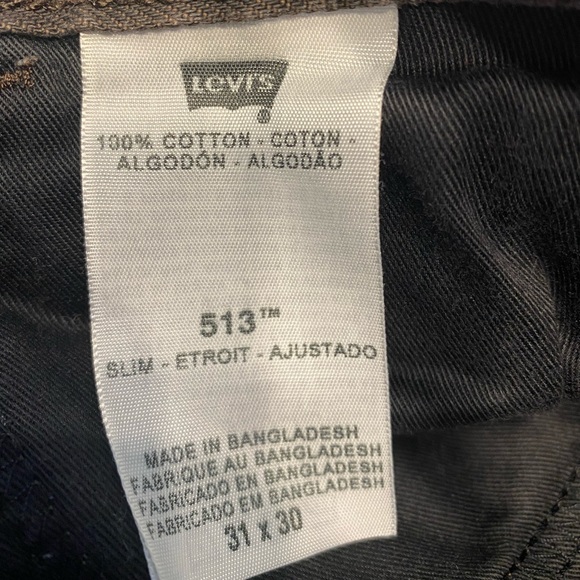 Levi's
®
100% COTTON - COTON -
ALGODÓN - ALGODÃO
513™
SLIM - ETROIT - AJUSTADO
MADE IN BANGLADESH
FABRIQUE AU BANGLADESH
FABRICADO EN BANGLADESH
FABRICADO EM BANGLADESH
31 X 30